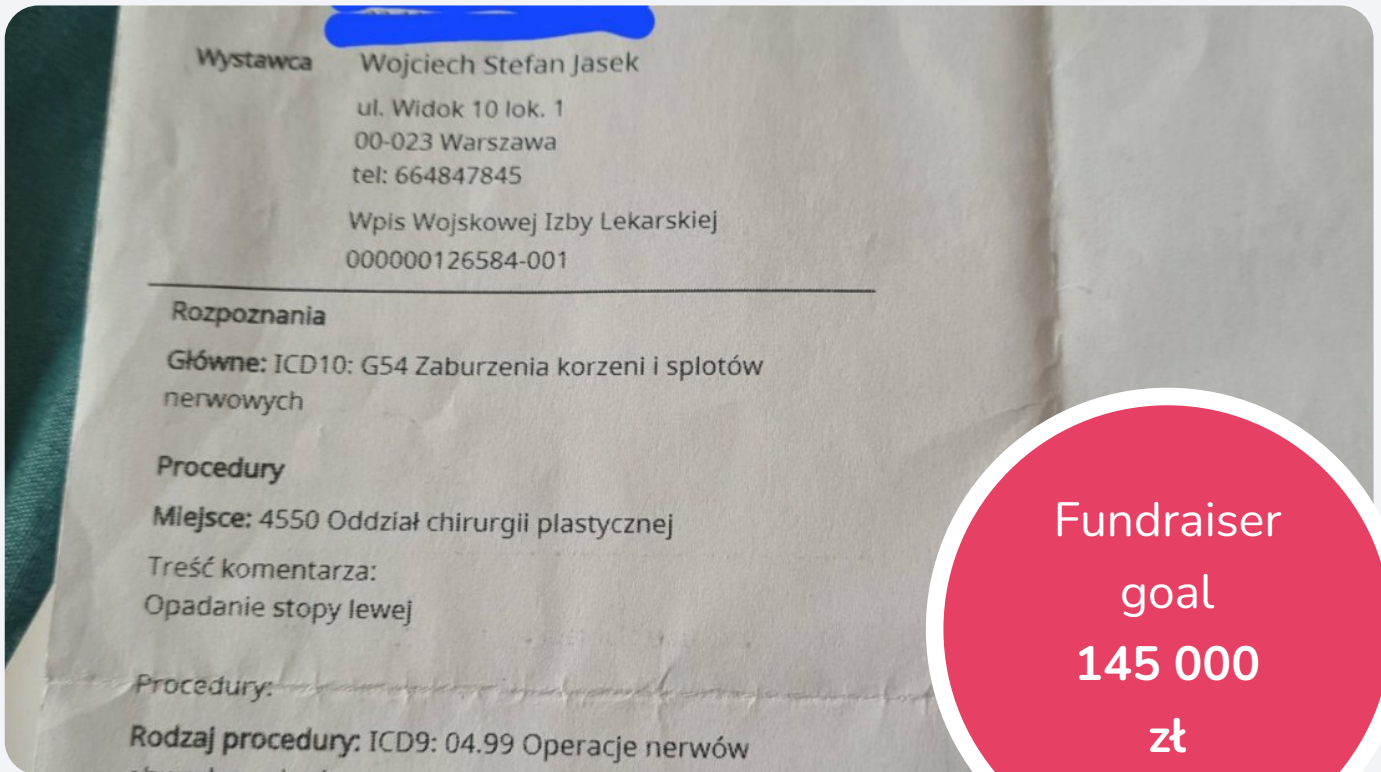 Wystawca Wojciech Stefan Jasek
ul. Widok 10 lok. 1
00-023 Warszawa
tel: 664847845
Wpis Wojskowej Izby Lekarskiej
000000126584-001
Rozpoznania
Główne: ICD10: G54 Zaburzenia korzeni i splotów
nerwowych
Procedury
Miejsce: 4550 Oddział chirurgii plastycznej
Treść komentarza:
Opadanie stopy lewej
Procedury:
Rodzaj procedury: ICD9: 04.99 Operacje nerwów
Fundraiser
goal
145 000
zł